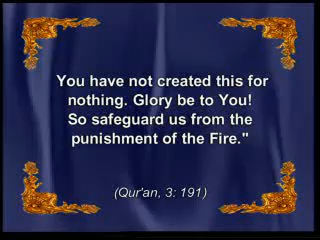 You have not created this for
nothing. Glory be to You!
So safeguard us from the
punishment of the Fire."
(Qur'an, 3: 191)